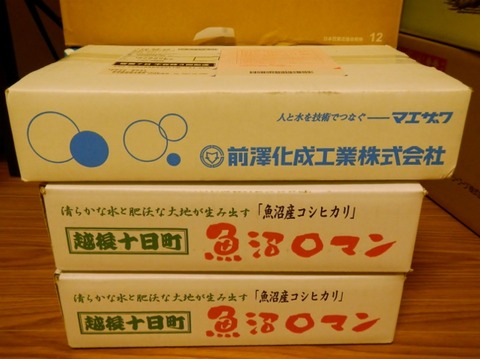 12
人と水を技術でつなぐ━━マエザワ
前澤化成工業株式会社
清らかな水と肥沃な大地が生み出す「魚沼産コシヒカリ」
越後十日町 魚沼ロマン
清らかな水と肥沃な大地が生み出す「魚沼産コシヒカリ」
越後十日町 魚沼ロマン